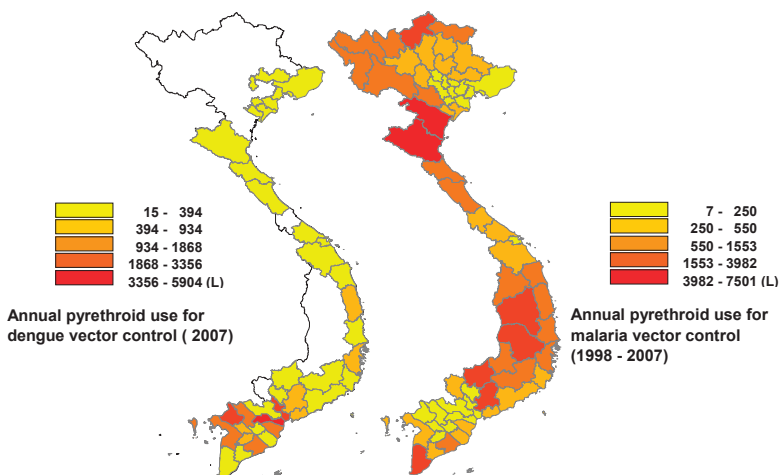 15 - 394
394 - 934
934 - 1868
1868 - 3356
3356 - 5904 (L)
Annual pyrethroid use for
dengue vector control ( 2007)
7 - 250
250 - 550
550 - 1553
1553 - 3982
3982 - 7501 (L)
Annual pyrethroid use for
malaria vector control
(1998 - 2007)